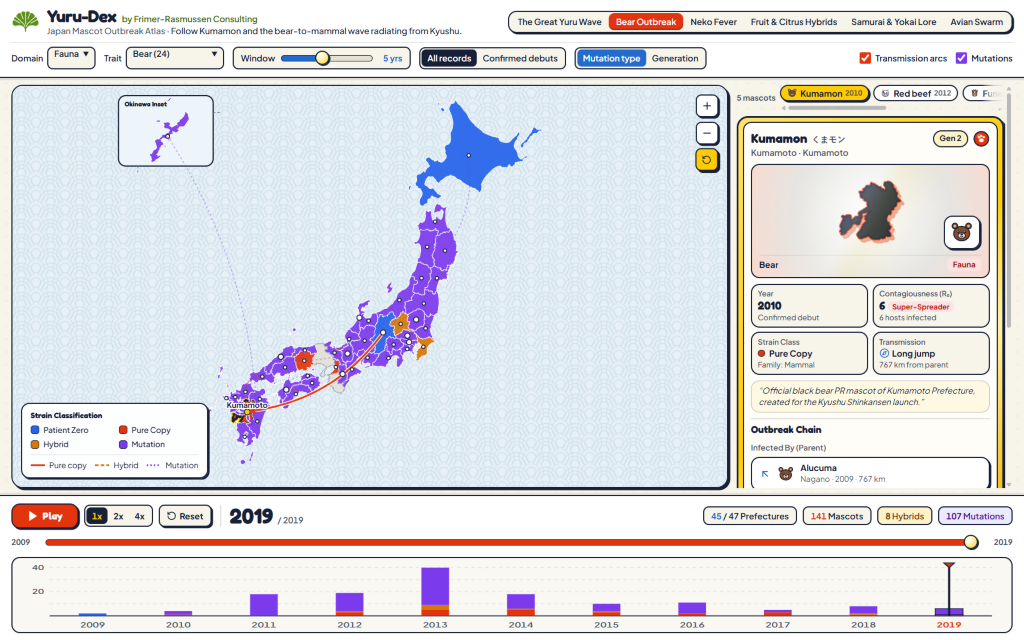 Yuru-Dex by Frimer-Rasmussen Consulting
Japan Mascot Outbreak Atlas · Follow Kumamon and the bear-to-mammal wave radiating from Kyushu.
The Great Yuru Wave
Bear Outbreak
Neko Fever
Fruit & Citrus Hybrids
Samurai & Yokai Lore
Avian Swarm
Domain
Fauna
Trait
Bear (24)
Window
5 yrs
All records
Confirmed debuts
Mutation type
Generation
Transmission arcs
Mutations
Okinawa Inset
+
−
Kumamoto
Strain Classification
Patient Zero
Pure Copy
Hybrid
Mutation
Pure copy
Hybrid
Mutation
5 mascots
Kumamon 2010
Red beef 2012
Kumamon くまモン
Kumamoto · Kumamoto
Gen 2
Bear
Fauna
Year
2010
Confirmed debut
Contagiousness (R₀)
6 Super-Spreader
6 hosts infected
Strain Class
Pure Copy
Family: Mammal
Transmission
Long jump
767 km from parent
"Official black bear PR mascot of Kumamoto Prefecture,
created for the Kyushu Shinkansen launch."
Outbreak Chain
Infected By (Parent)
Alucuma
Nagano · 2009 · 767 km
Play
1x
2x
4x
Reset
2019 / 2019
45 / 47 Prefectures
141 Mascots
8 Hybrids
107 Mutations
2009
2019
40
20
2009
2010
2011
2012
2013
2014
2015
2016
2017
2018
2019